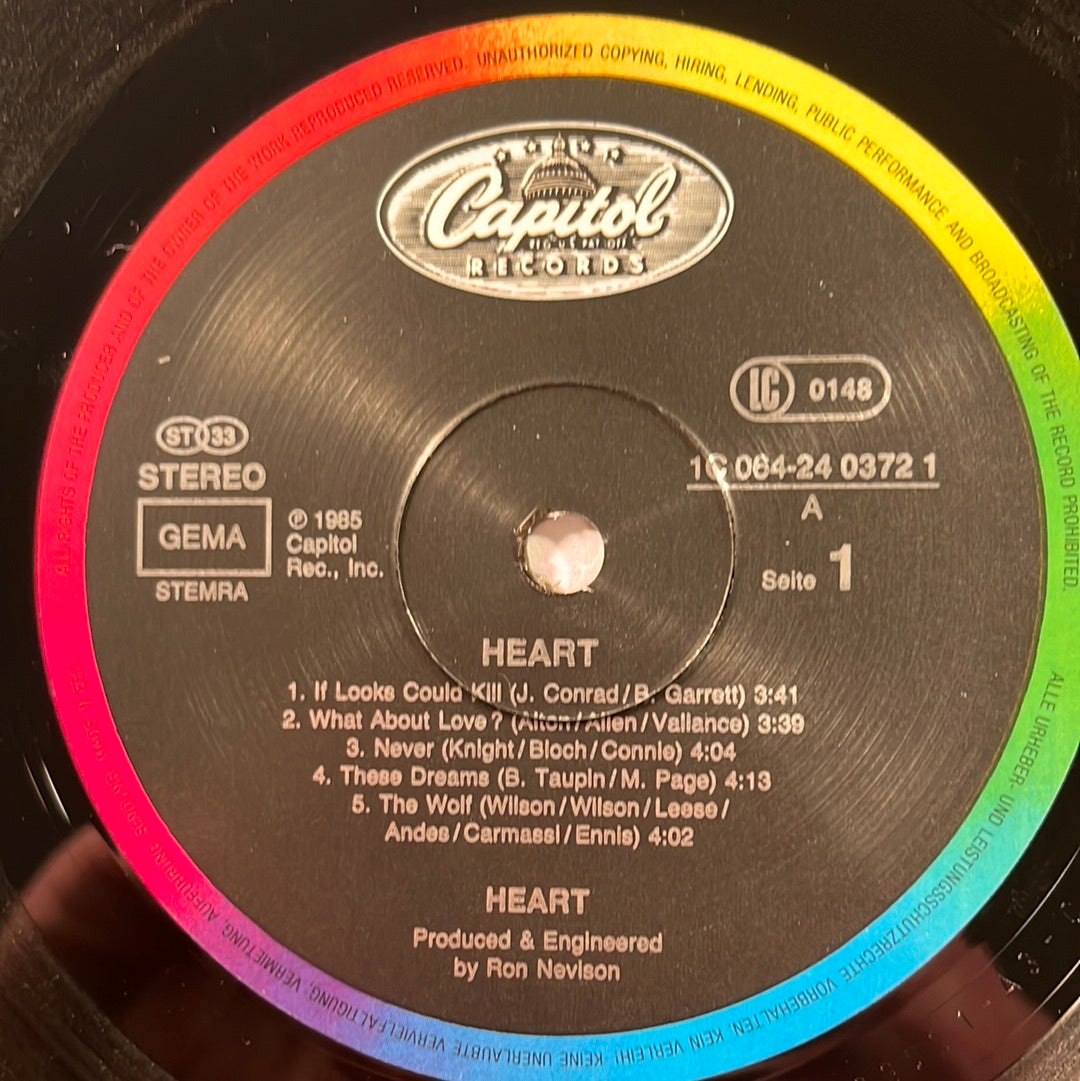 ALL RIGHTS OF THE PRODUCER AND OF THE OWNER OF THE WORK REPRODUCED RESERVED. UNAUTHORIZED COPYING, HIRING, LENDING, PUBLIC PERFORMANCE AND BROADCASTING OF THE RECORD PROHIBITED.
Capitol
REG. U.S. PAT. OFF.
RECORDS
LC 0148
ST 33
STEREO
GEMA
STEMRA
℗ 1985
Capitol
Rec., Inc.
1C 064-24 0372 1
A
Seite 1
HEART
1. If Looks Could Kill (J. Conrad/B. Garrett) 3:41
2. What About Love? (Alton/Allen/Vallance) 3:39
3. Never (Knight/Bloch/Connie) 4:04
4. These Dreams (B. Taupin/M. Page) 4:13
5. The Wolf (Wilson/Wilson/Leese/
Andes/Carmassi/Ennis) 4:02
HEART
Produced & Engineered
by Ron Nevison
ALLE URHEBER- UND LEISTUNGSSCHUTZRECHTE VORBEHALTEN. KEIN VERLEIH! KEINE UNERLAUBTE VERVIELFÄLTIGUNG, VERMIETUNG, AUFFÜHRUNG, SENDUNG!